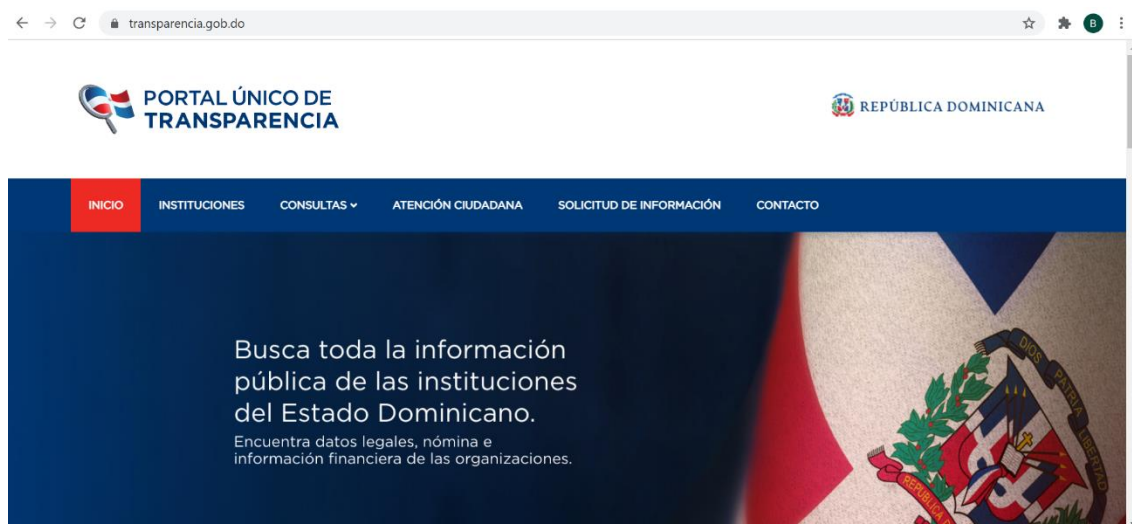 transparencia.gob.do
B
PORTAL ÚNICO DE
TRANSPARENCIA
REPÚBLICA DOMINICANA
INICIO INSTITUCIONES CONSULTAS ATENCIÓN CIUDADANA SOLICITUD DE INFORMACIÓN CONTACTO
Busca toda la información
pública de las instituciones
del Estado Dominicano.
Encuentra datos legales, nómina e
información financiera de las organizaciones.
DIOS PATRIA LIBERTAD
REPÚBLICA D